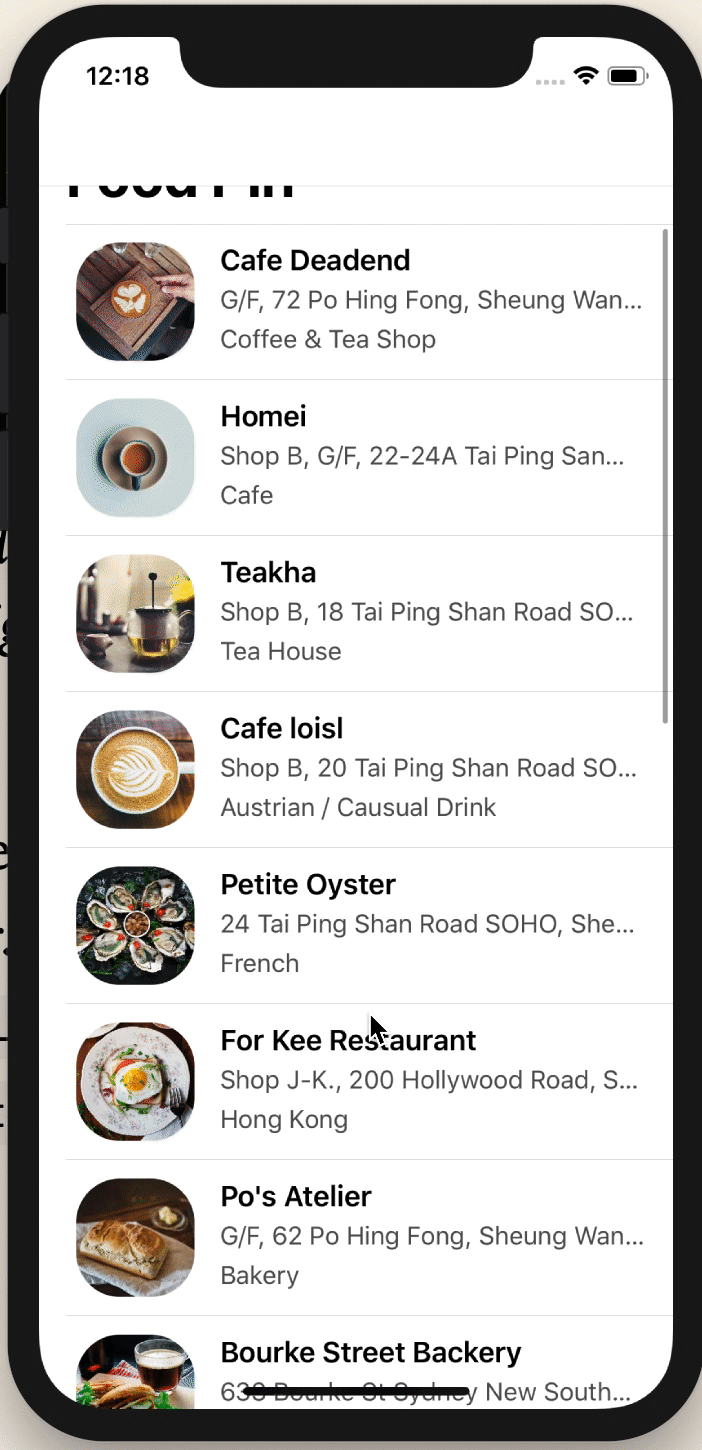 12:18
Food Pin
Cafe Deadend
G/F, 72 Po Hing Fong, Sheung Wan...
Coffee & Tea Shop
Homei
Shop B, G/F, 22-24A Tai Ping San...
Cafe
Teakha
Shop B, 18 Tai Ping Shan Road SO...
Tea House
Cafe loisl
Shop B, 20 Tai Ping Shan Road SO...
Austrian / Causual Drink
Petite Oyster
24 Tai Ping Shan Road SOHO, She...
French
For Kee Restaurant
Shop J-K., 200 Hollywood Road, S...
Hong Kong
Po's Atelier
G/F, 62 Po Hing Fong, Sheung Wan...
Bakery
Bourke Street Backery
633 Bourke St Sydney New South...